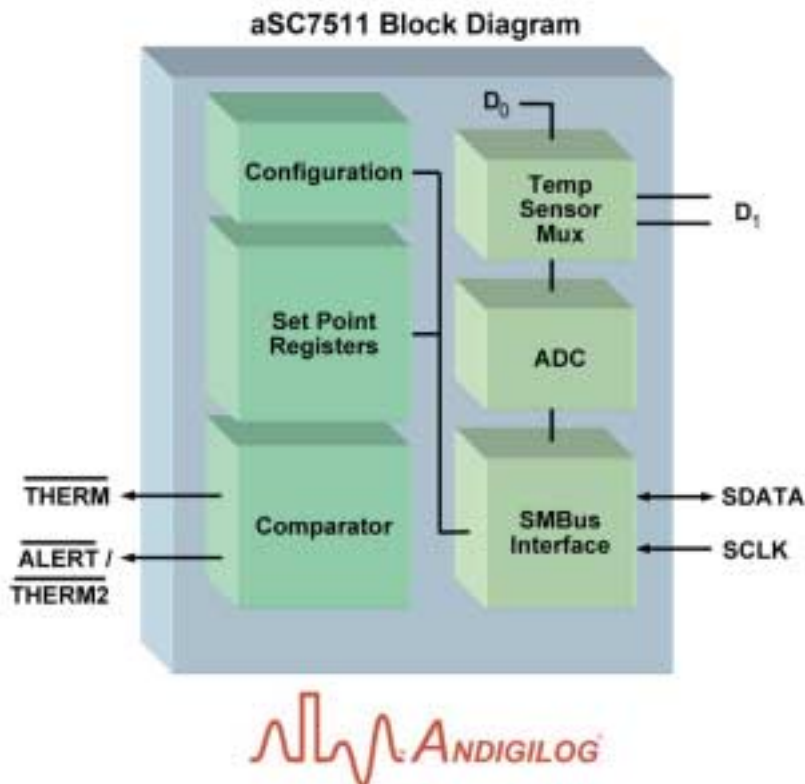 aSC7511 Block Diagram
Configuration
Set Point
Registers
Comparator
D₀
Temp
Sensor
Mux
D₁
ADC
SMBus
Interface
THERM
ALERT /
THERM2
SDATA
SCLK
ANDIGILOG